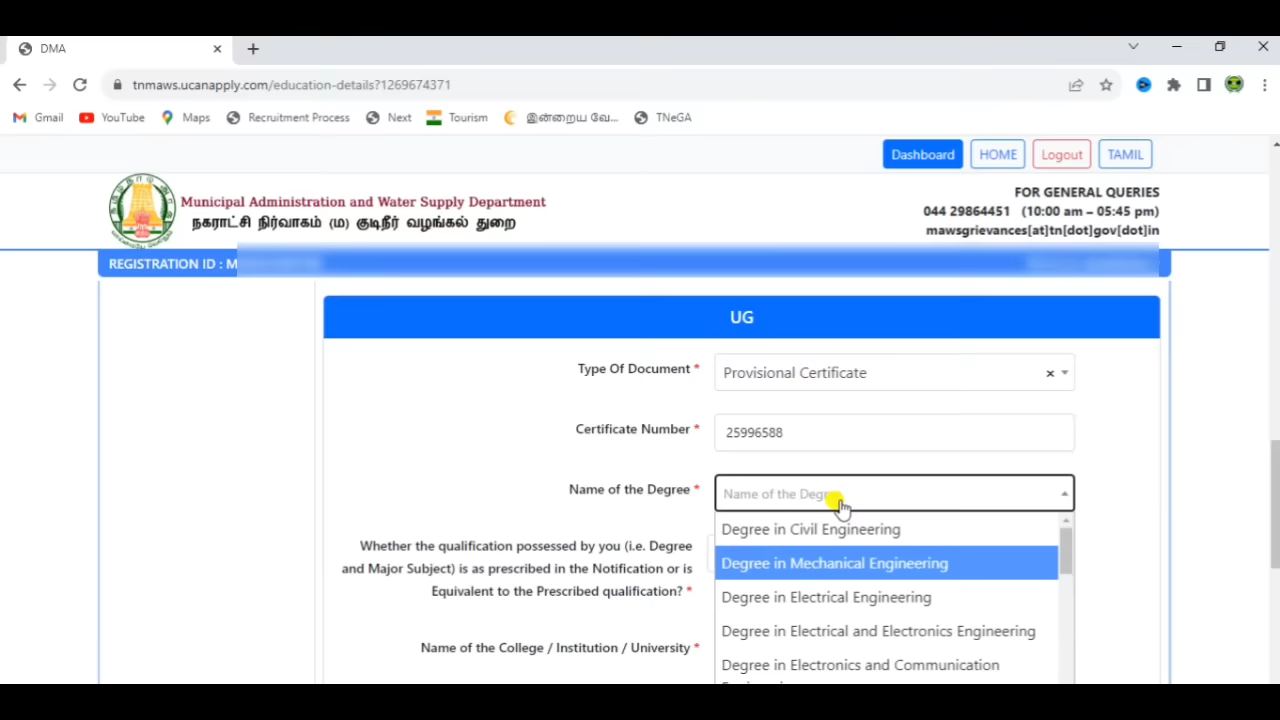 DMA
tnmaws.ucanapply.com/education-details?1269674371
Gmail YouTube Maps Recruitment Process Next Tourism இன்றைய வே... TNeGA
Dashboard HOME Logout TAMIL
Municipal Administration and Water Supply Department
நகராட்சி நிர்வாகம் (ம) குடிநீர் வழங்கல் துறை
FOR GENERAL QUERIES
044 29864451 (10:00 am – 05:45 pm)
mawsgrievances[at]tn[dot]gov[dot]in
REGISTRATION ID : M
UG
Type Of Document * Provisional Certificate × 
Certificate Number * 25996588
Name of the Degree * Name of the
Degree in Civil Engineering
Degree in Mechanical Engineering
Degree in Electrical Engineering
Degree in Electrical and Electronics Engineering
Degree in Electronics and Communication
Whether the qualification possessed by you (i.e. Degree
and Major Subject) is as prescribed in the Notification or is
Equivalent to the Prescribed qualification? *
Name of the College / Institution / University *